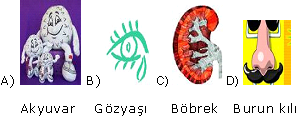 A) B) C) D)
Akyuvar Gözyaşı Böbrek Burun kılı